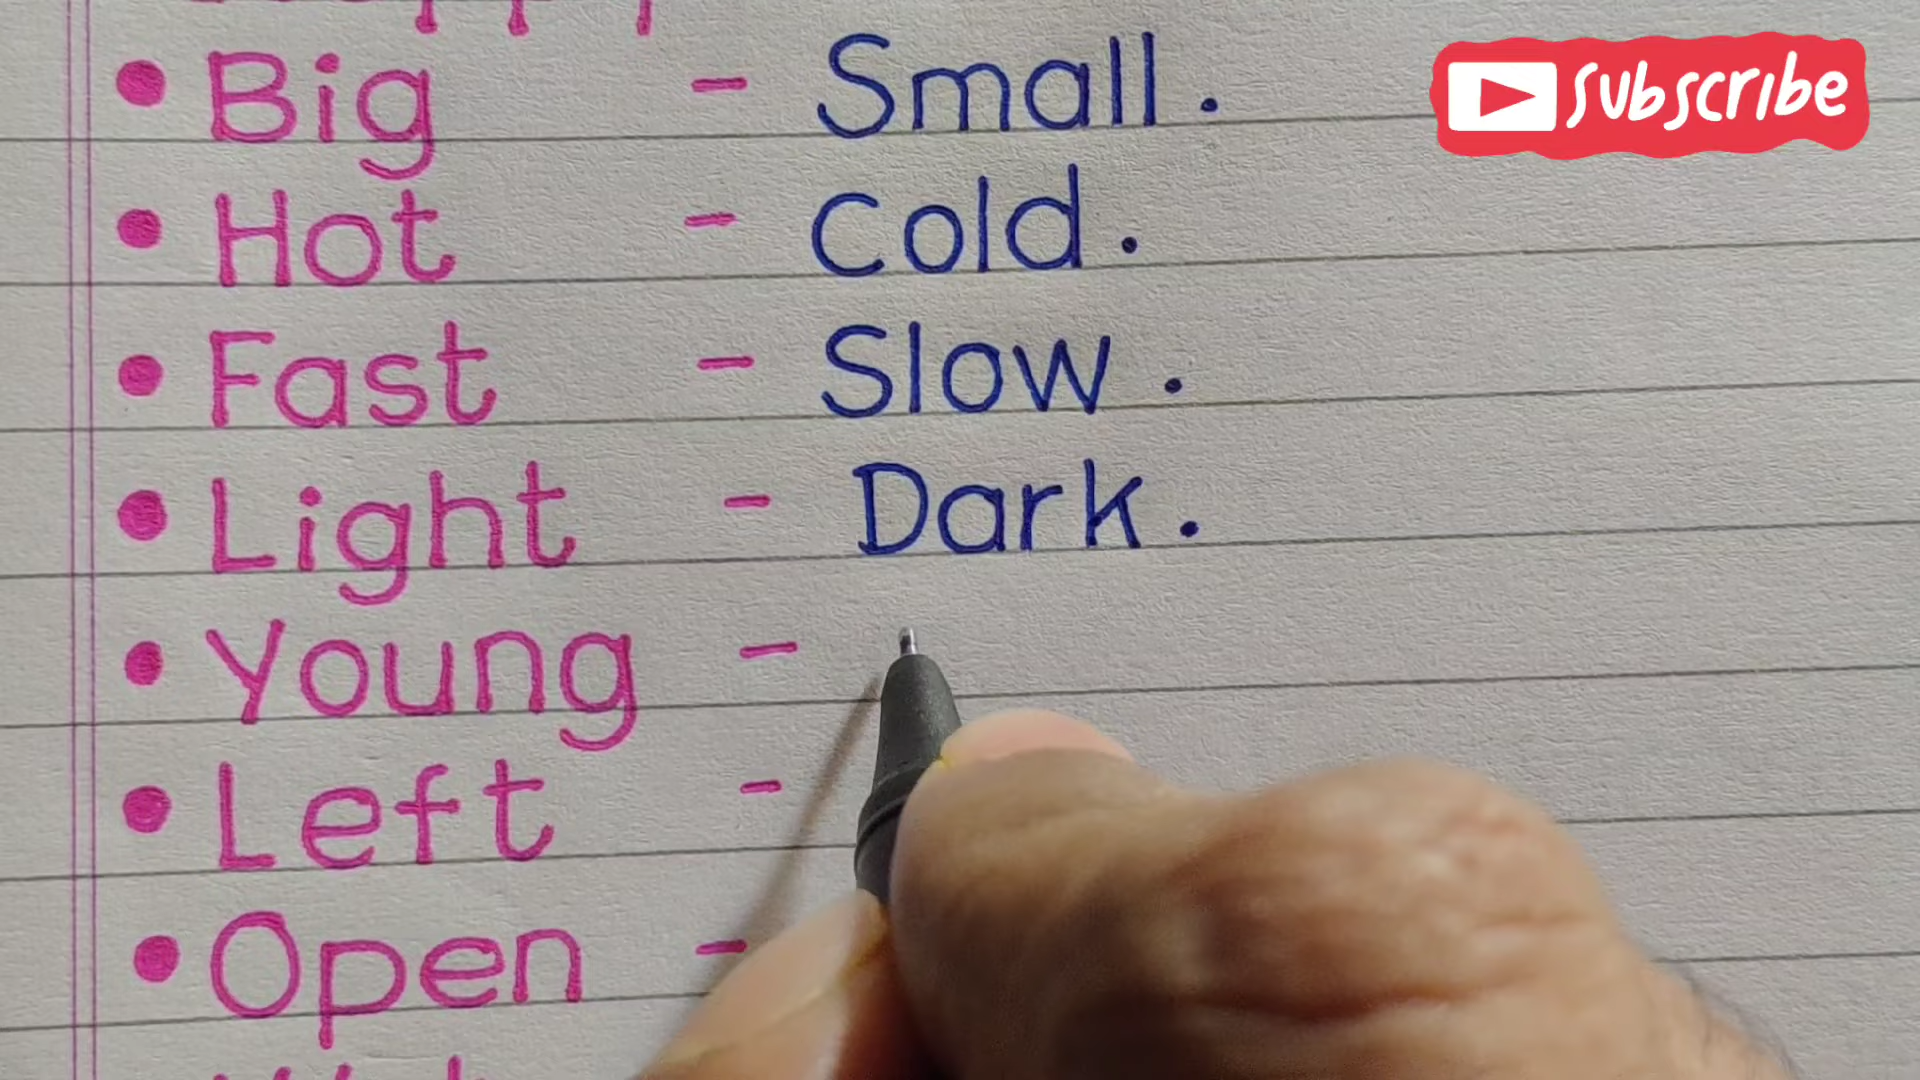 • Big - Small.
Subscribe
• Hot - Cold.
• Fast - Slow.
• Light - Dark.
• Young -
• Left -
• Open -